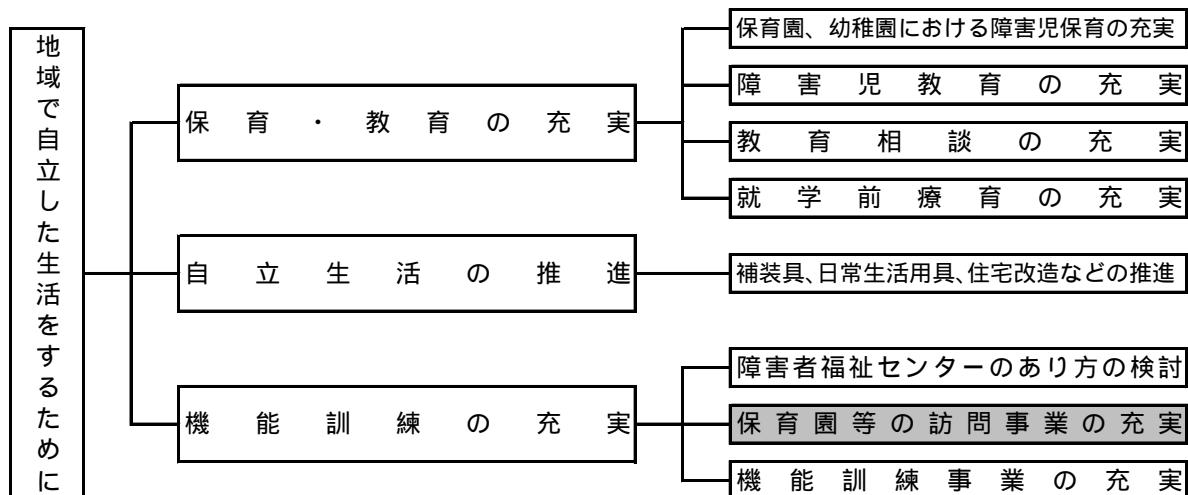 地域で自立した生活をするために
保育・教育の充実
保育園、幼稚園における障害児保育の充実
障害児教育の充実
教育相談の充実
就学前療育の充実
自立生活の推進
補装具、日常生活用具、住宅改造などの推進
機能訓練の充実
障害者福祉センターのあり方の検討
保育園等の訪問事業の充実
機能訓練事業の充実